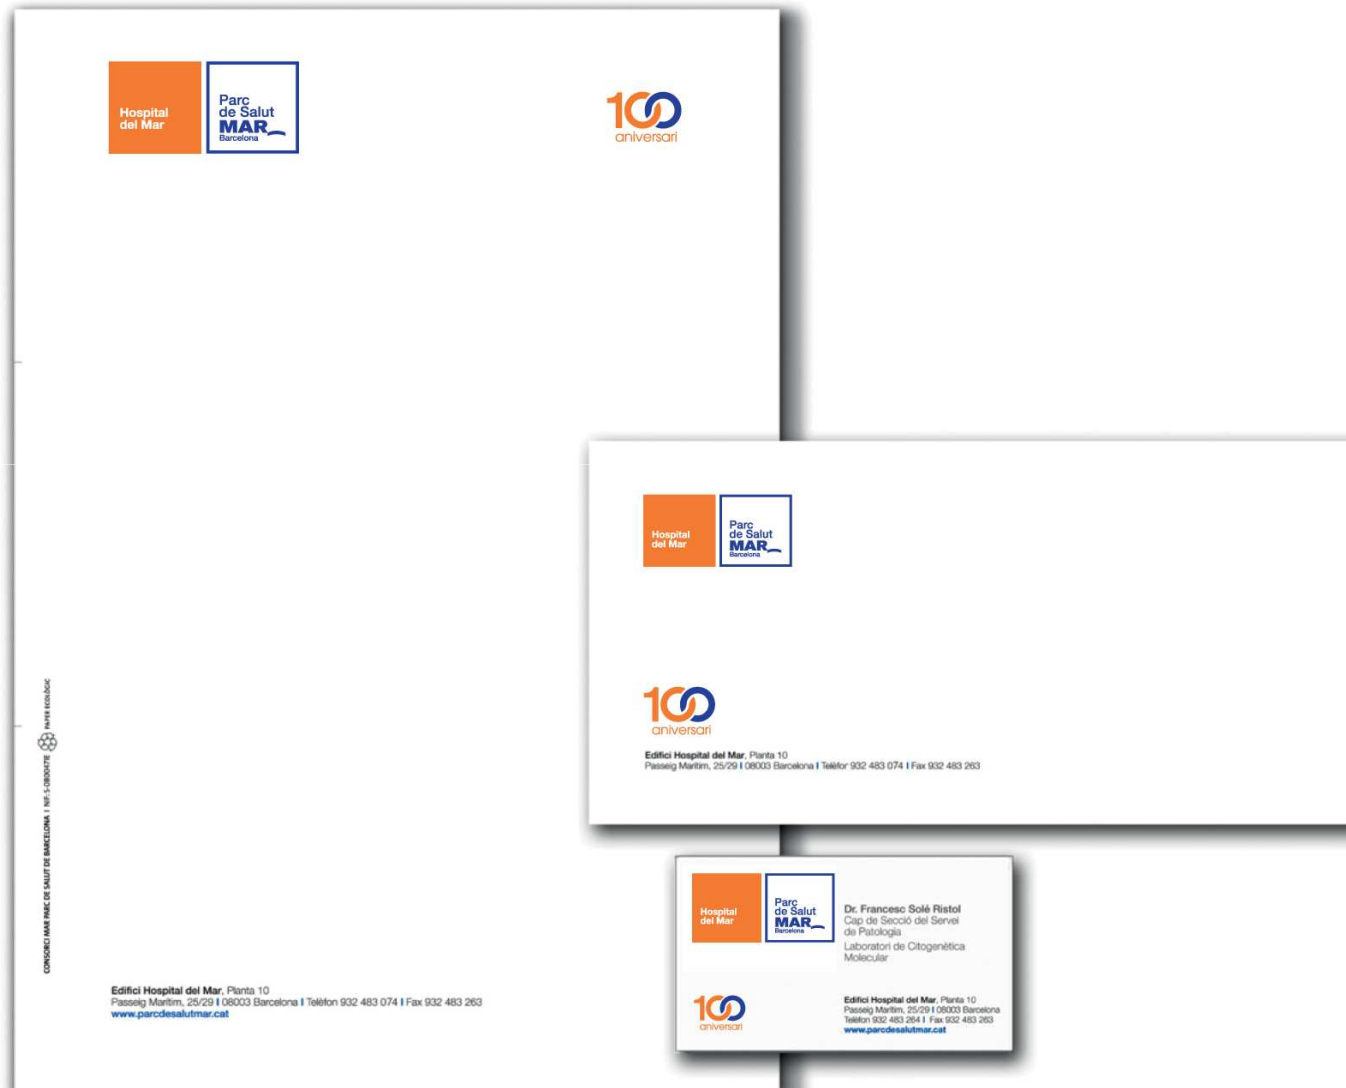 Hospital
del Mar
Parc
de Salut
MAR
Barcelona
100
aniversari
CONSORCI MAR PARC DE SALUT DE BARCELONA I NIF: S-0800471E PAPER ECOLÒGIC
Edifici Hospital del Mar, Planta 10
Passeig Marítim, 25/29 I 08003 Barcelona I Telèfon 932 483 074 I Fax 932 483 263
www.parcdesalutmar.cat
Hospital
del Mar
Parc
de Salut
MAR
Barcelona
100
aniversari
Edifici Hospital del Mar, Planta 10
Passeig Marítim, 25/29 I 08003 Barcelona I Telèfor 932 483 074 I Fax 932 483 263
Hospital
del Mar
Parc
de Salut
MAR
Barcelona
Dr. Francesc Solé Ristol
Cap de Secció del Servei
de Patologia
Laboratori de Citogenètica
Molecular
100
aniversari
Edifici Hospital del Mar, Planta 10
Passeig Marítim, 25/29 I 08003 Barcelona
Telèfon 932 483 264 I Fax 932 483 263
www.parcdesalutmar.cat